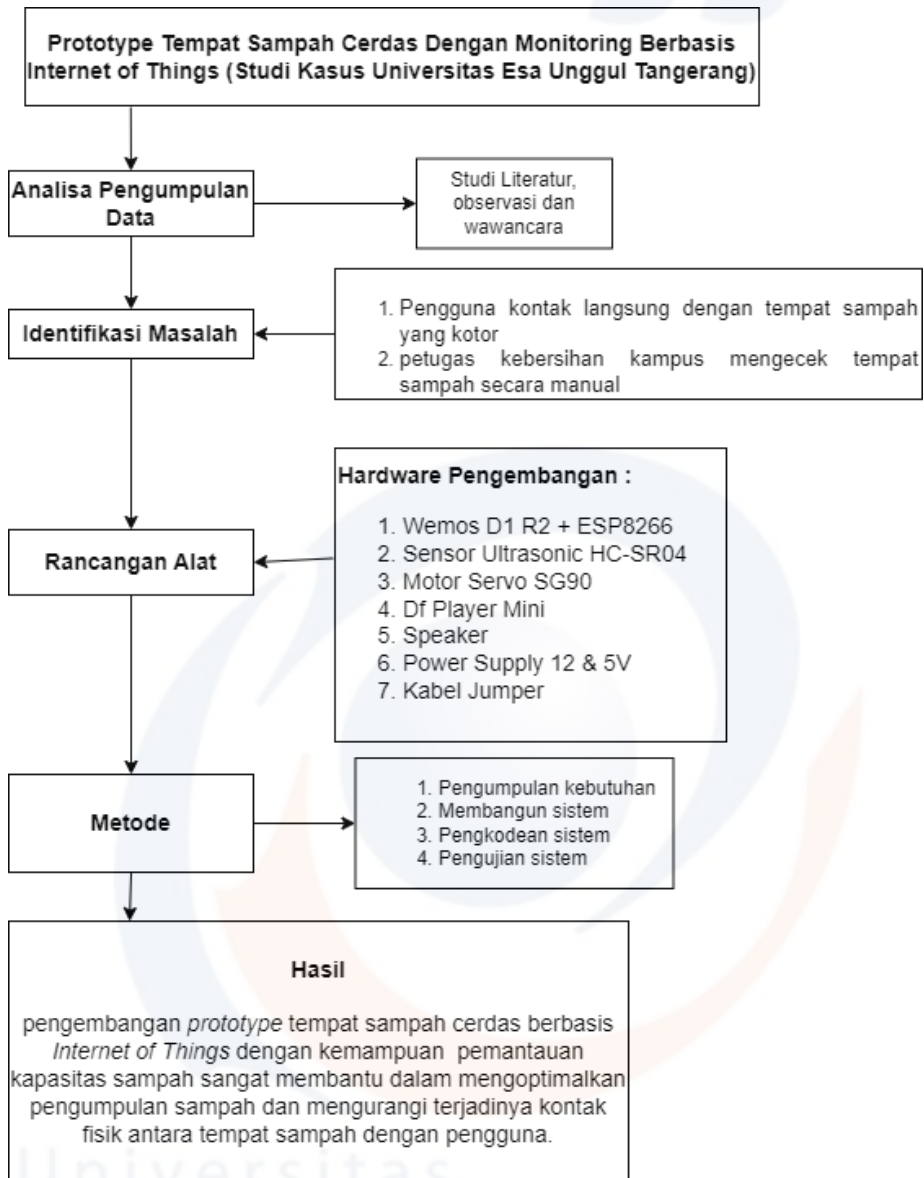 Prototype Tempat Sampah Cerdas Dengan Monitoring Berbasis
Internet of Things (Studi Kasus Universitas Esa Unggul Tangerang)
Analisa Pengumpulan
Data
Studi Literatur,
observasi dan
wawancara
Identifikasi Masalah
1. Pengguna kontak langsung dengan tempat sampah
yang kotor
2. petugas kebersihan kampus mengecek tempat
sampah secara manual
Rancangan Alat
Hardware Pengembangan :
1. Wemos D1 R2 + ESP8266
2. Sensor Ultrasonic HC-SR04
3. Motor Servo SG90
4. Df Player Mini
5. Speaker
6. Power Supply 12 & 5V
7. Kabel Jumper
Metode
1. Pengumpulan kebutuhan
2. Membangun sistem
3. Pengkodean sistem
4. Pengujian sistem
Hasil
pengembangan prototype tempat sampah cerdas berbasis
Internet of Things dengan kemampuan pemantauan
kapasitas sampah sangat membantu dalam mengoptimalkan
pengumpulan sampah dan mengurangi terjadinya kontak
fisik antara tempat sampah dengan pengguna.
Universitas